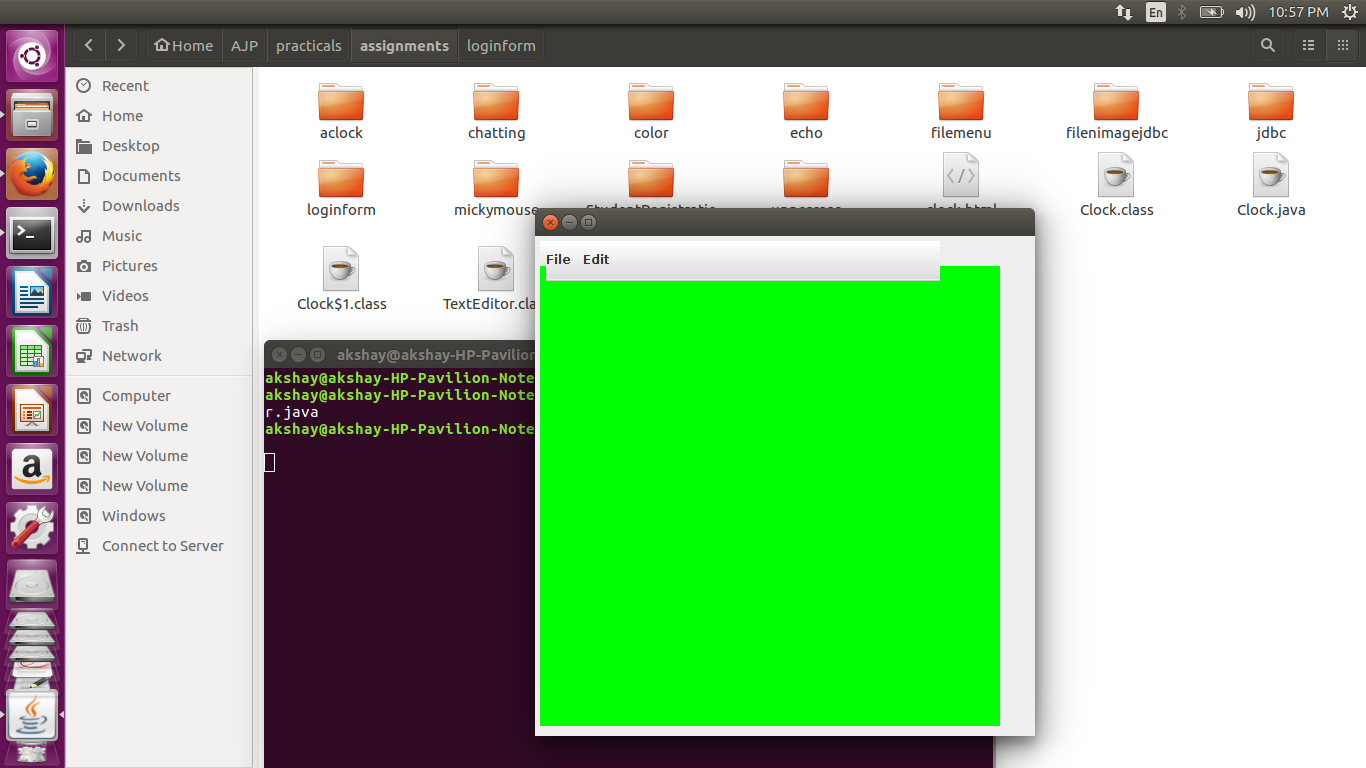 En 10:57 PM
Home AJP practicals assignments loginform
Recent
Home
Desktop
Documents
Downloads
Music
Pictures
Videos
Trash
Network
Computer
New Volume
New Volume
New Volume
Windows
Connect to Server
aclock chatting color echo filemenu filenimagejdbc jdbc
loginform mickymouse StudentRegistratio Clock.class Clock.java
Clock$1.class TextEditor.cla
File Edit
akshay@akshay-HP-Pavilion
akshay@akshay-HP-Pavilion-Note
akshay@akshay-HP-Pavilion-Note
r.java
akshay@akshay-HP-Pavilion-Note